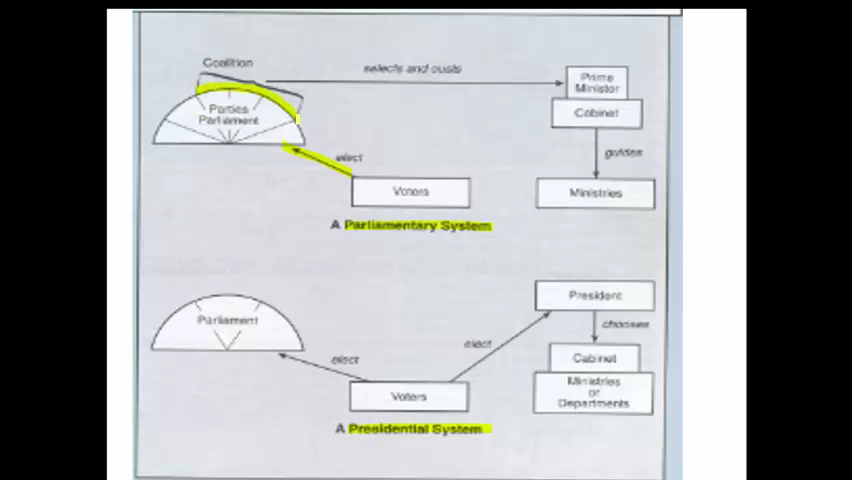 Coalition
selects and ousts
Prime
Minister
Parties
Parliament
Cabinet
elect
guides
Voters
Ministries
A Parliamentary System
President
Parliament
chooses
elect
elect
Cabinet
Voters
Ministries
or
Departments
A Presidential System